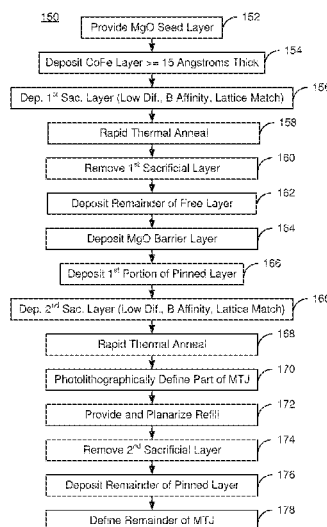 150
Provide MgO Seed Layer
152
Deposit CoFe Layer >= 15 Angstroms Thick
154
Dep. 1st Sac. Layer (Low Dif., B Affinity, Lattice Match)
156
Rapid Thermal Anneal
158
Remove 1st Sacrificial Layer
160
Deposit Remainder of Free Layer
162
Deposit MgO Barrier Layer
164
Deposit 1st Portion of Pinned Layer
166
Dep. 2nd Sac. Layer (Low Dif., B Affinity, Lattice Match)
166
Rapid Thermal Anneal
168
Photolithographically Define Part of MTJ
170
Provide and Planarize Refill
172
Remove 2nd Sacrificial Layer
174
Deposit Remainder of Pinned Layer
176
Define Remainder of MTJ
178